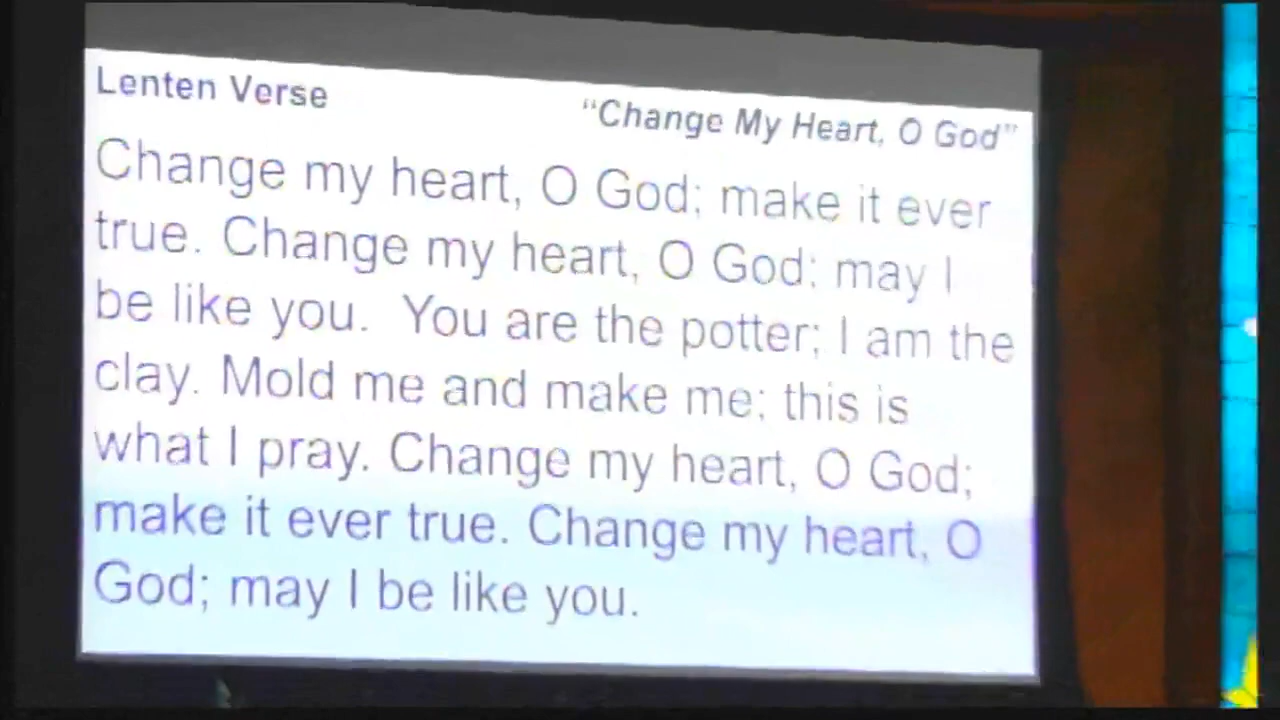 Lenten Verse
"Change My Heart, O God"
Change my heart, O God; make it ever
true. Change my heart, O God; may I
be like you. You are the potter; I am the
clay. Mold me and make me; this is
what I pray. Change my heart, O God;
make it ever true. Change my heart, O
God; may I be like you.